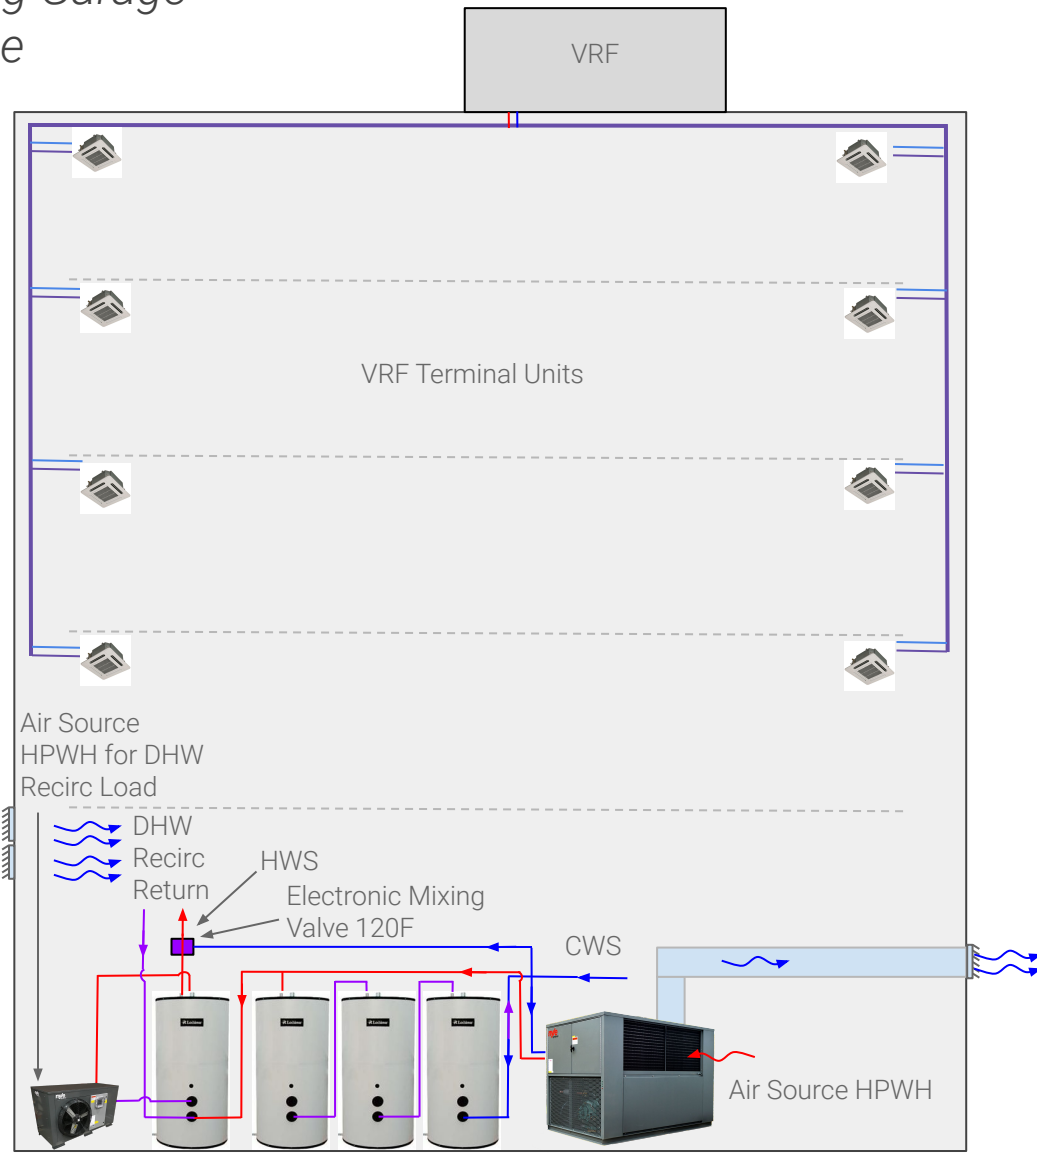 g Garage
e
VRF
VRF Terminal Units
Air Source
HPWH for DHW
Recirc Load
DHW
Recirc
Return
HWS
Electronic Mixing
Valve 120F
CWS
Air Source HPWH